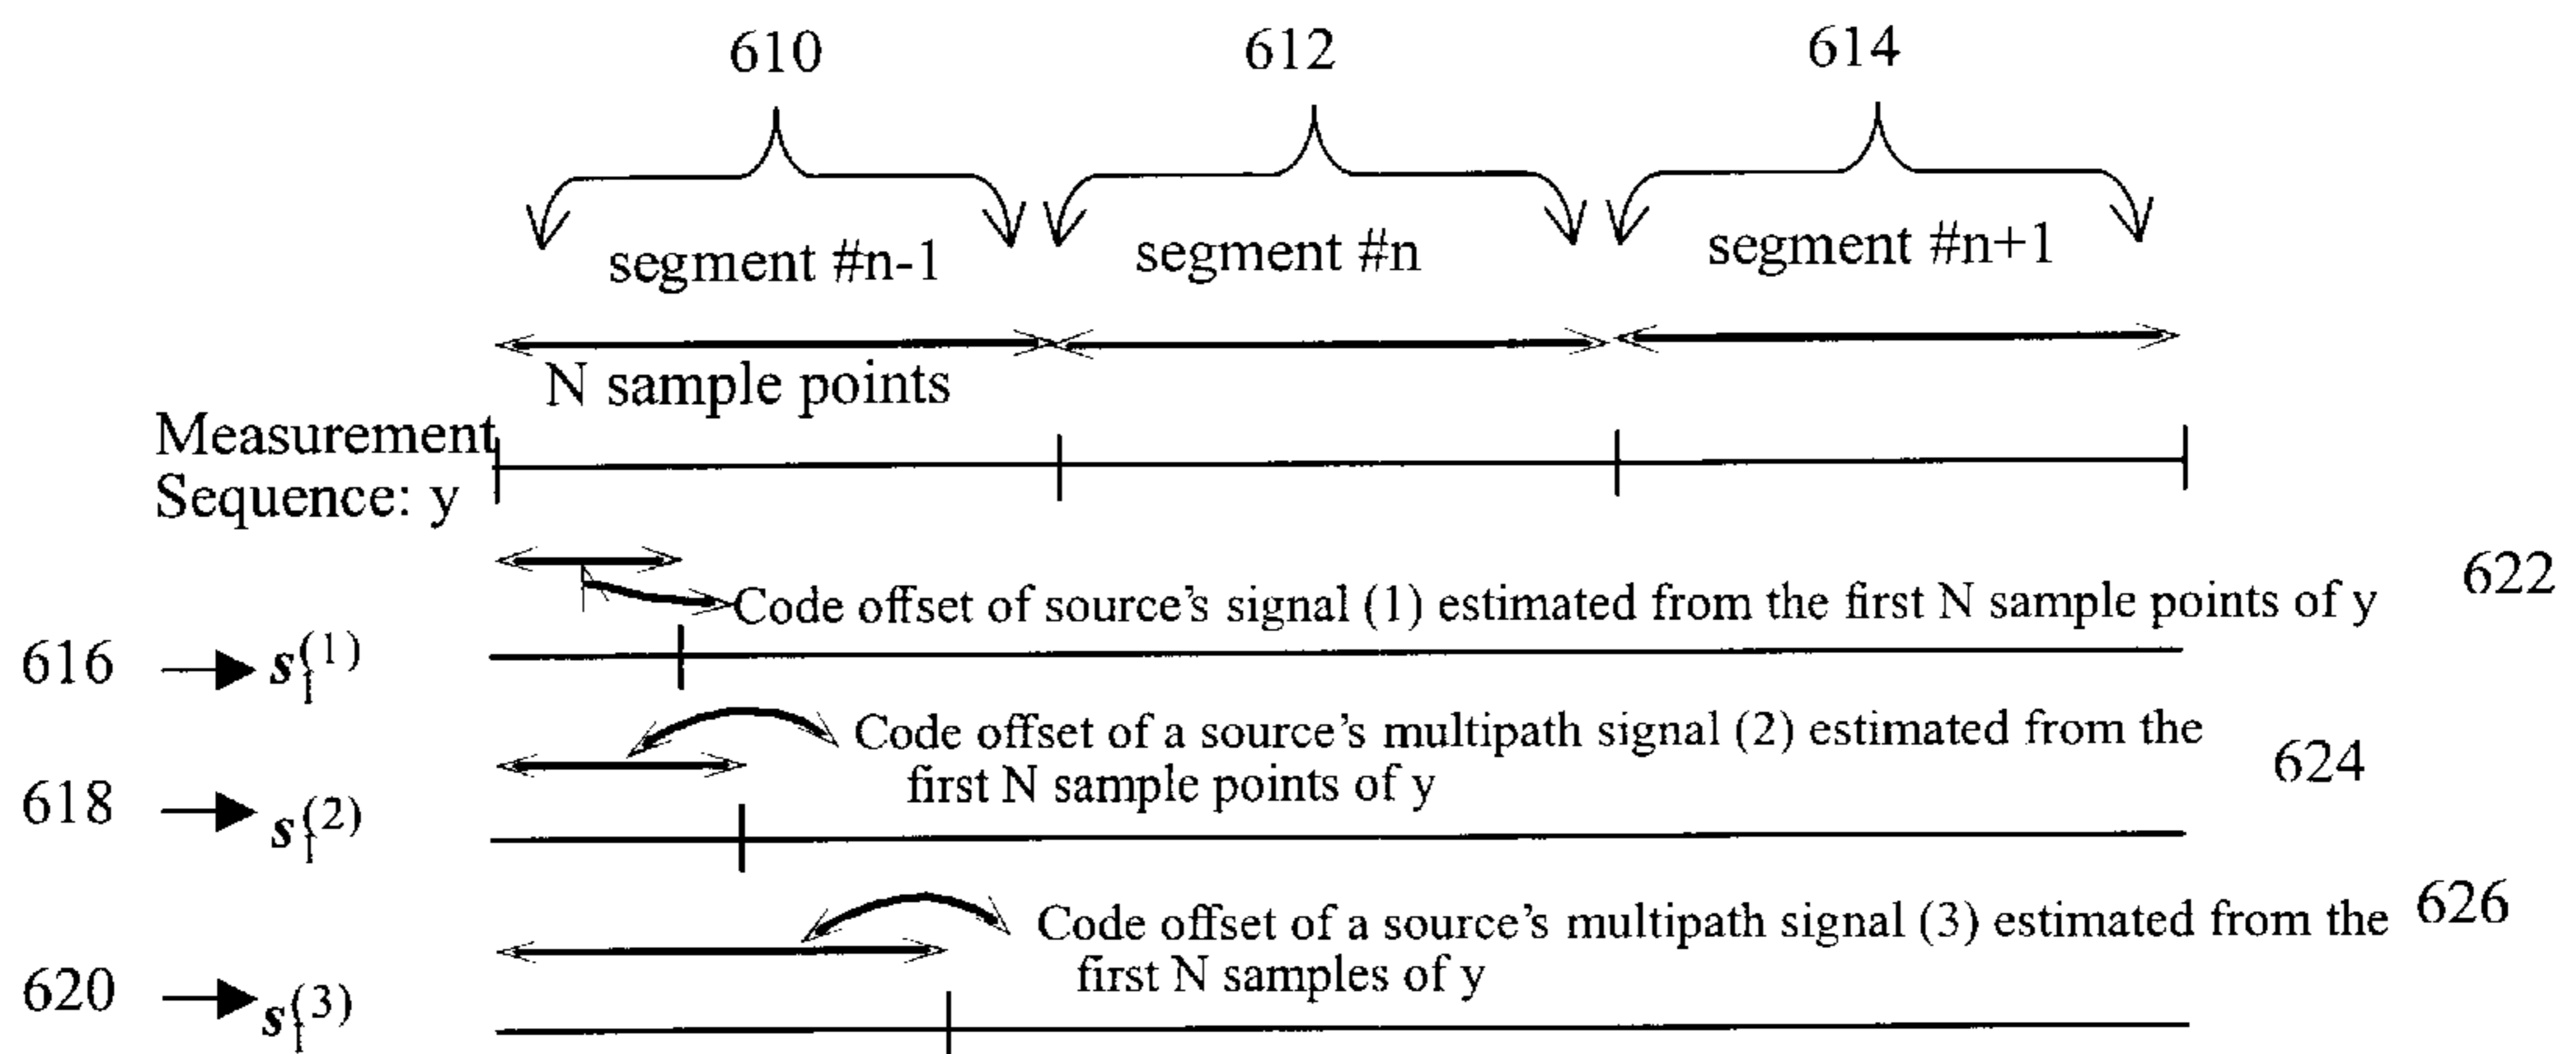 610 612 614
segment #n-1 segment #n segment #n+1
N sample points
Measurement
Sequence: y
Code offset of source's signal (1) estimated from the first N sample points of y 622
616 s₁⁽¹⁾
Code offset of a source's multipath signal (2) estimated from the
first N sample points of y 624
618 s₁⁽²⁾
Code offset of a source's multipath signal (3) estimated from the 626
first N samples of y
620 s₁⁽³⁾